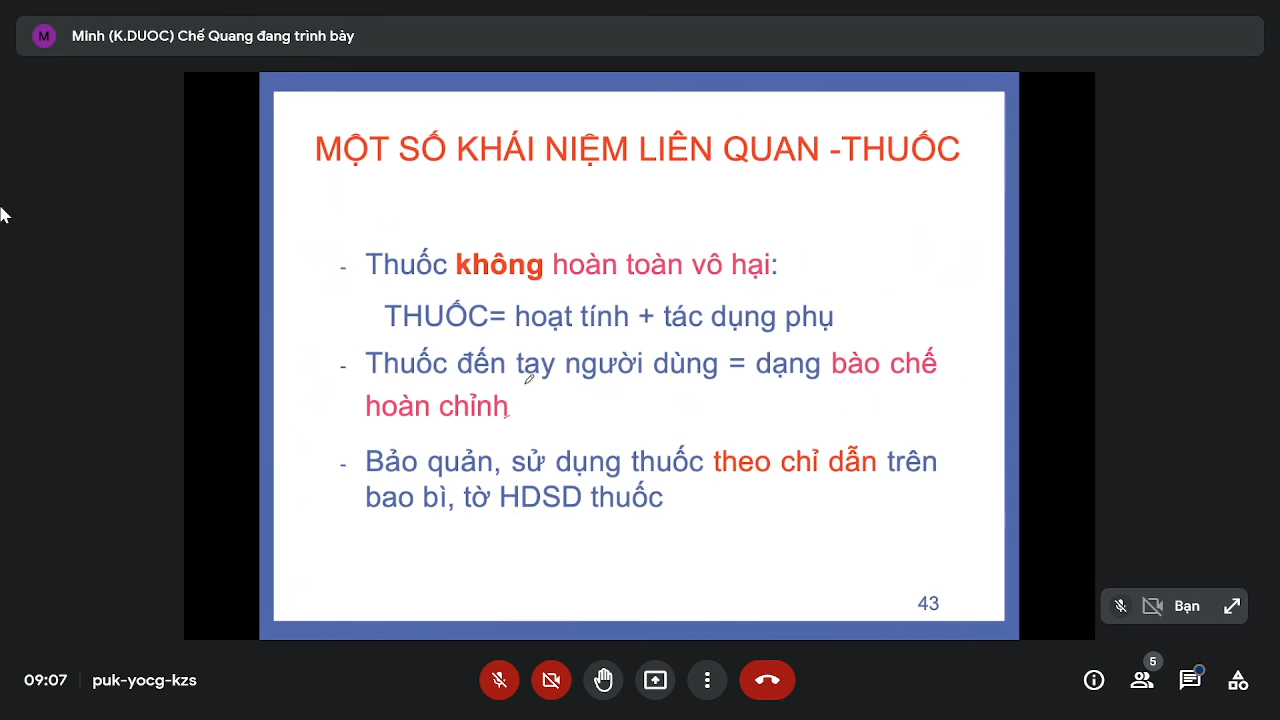 M
Minh (K.DUOC) Chế Quang đang trình bày
MỘT SỐ KHÁI NIỆM LIÊN QUAN -THUỐC
- Thuốc không hoàn toàn vô hại:
THUỐC= hoạt tính + tác dụng phụ
- Thuốc đến tay người dùng = dạng bào chế
hoàn chỉnh
- Bảo quản, sử dụng thuốc theo chỉ dẫn trên
bao bì, tờ HDSD thuốc
43
Bạn
09:07 puk-yocg-kzs
5